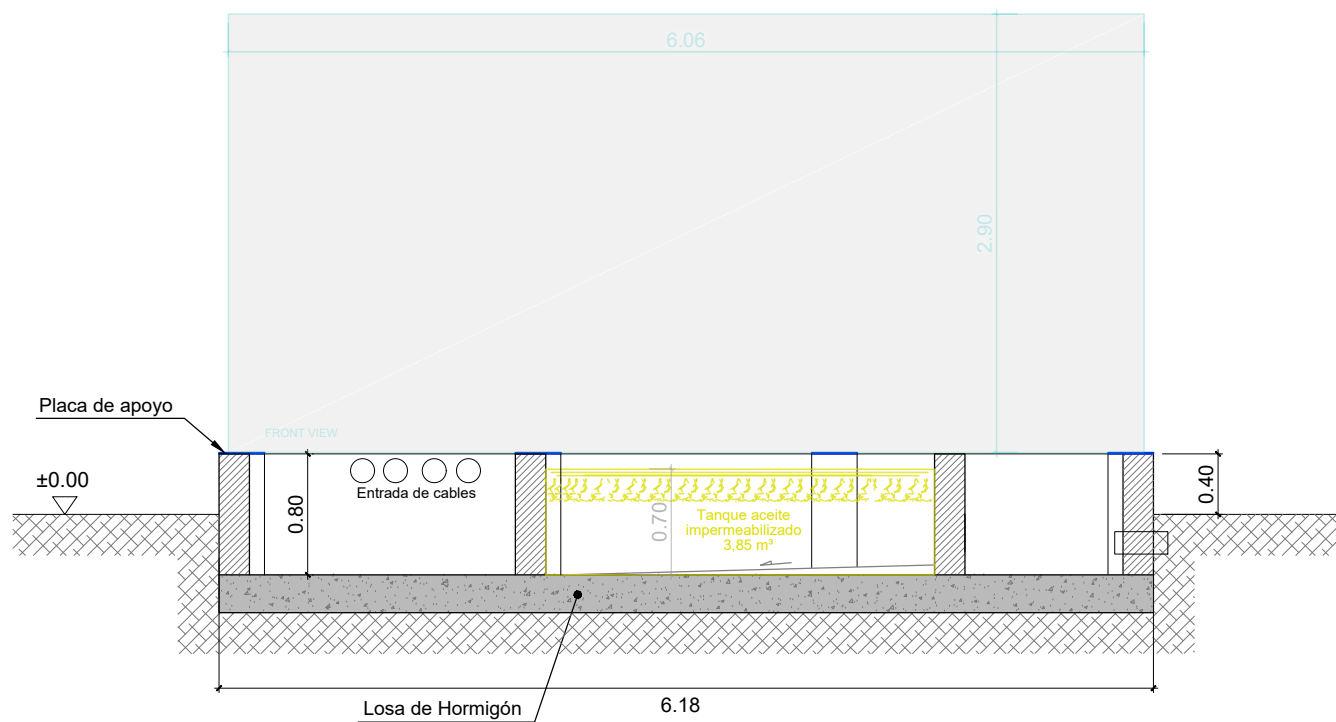 6.06
2.90
FRONT VIEW
Placa de apoyo
±0.00
Entrada de cables
0.80
0.70
Tanque aceite
impermeabilizado
3,85 m³
0.40
6.18
Losa de Hormigón